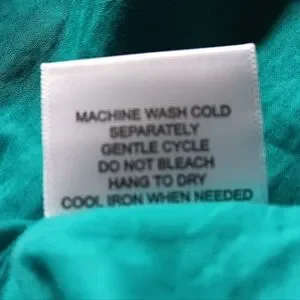 MACHINE WASH COLD
SEPARATELY
GENTLE CYCLE
DO NOT BLEACH
HANG TO DRY
COOL IRON WHEN NEEDED